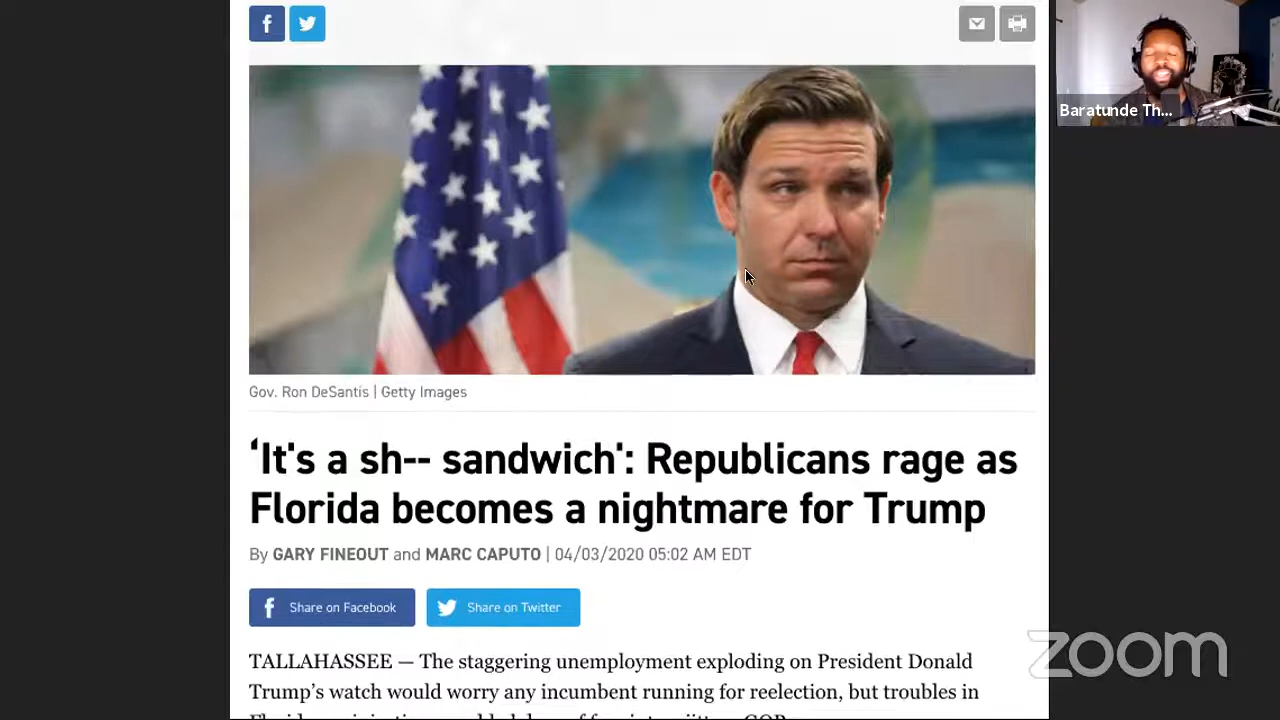 Baratunde Th...
Gov. Ron DeSantis | Getty Images
‘It's a sh-- sandwich': Republicans rage as
Florida becomes a nightmare for Trump
By GARY FINEOUT and MARC CAPUTO | 04/03/2020 05:02 AM EDT
Share on Facebook
Share on Twitter
TALLAHASSEE — The staggering unemployment exploding on President Donald
Trump’s watch would worry any incumbent running for reelection, but troubles in
zoom